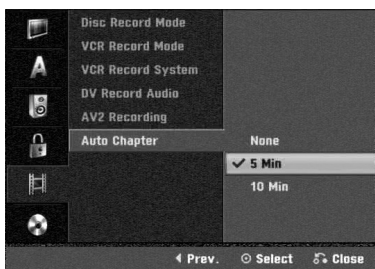 Disc Record Mode
VCR Record Mode
VCR Record System
DV Record Audio
AV2 Recording
Auto Chapter
None
✓ 5 Min
10 Min
A
◀ Prev. ⊙ Select Close